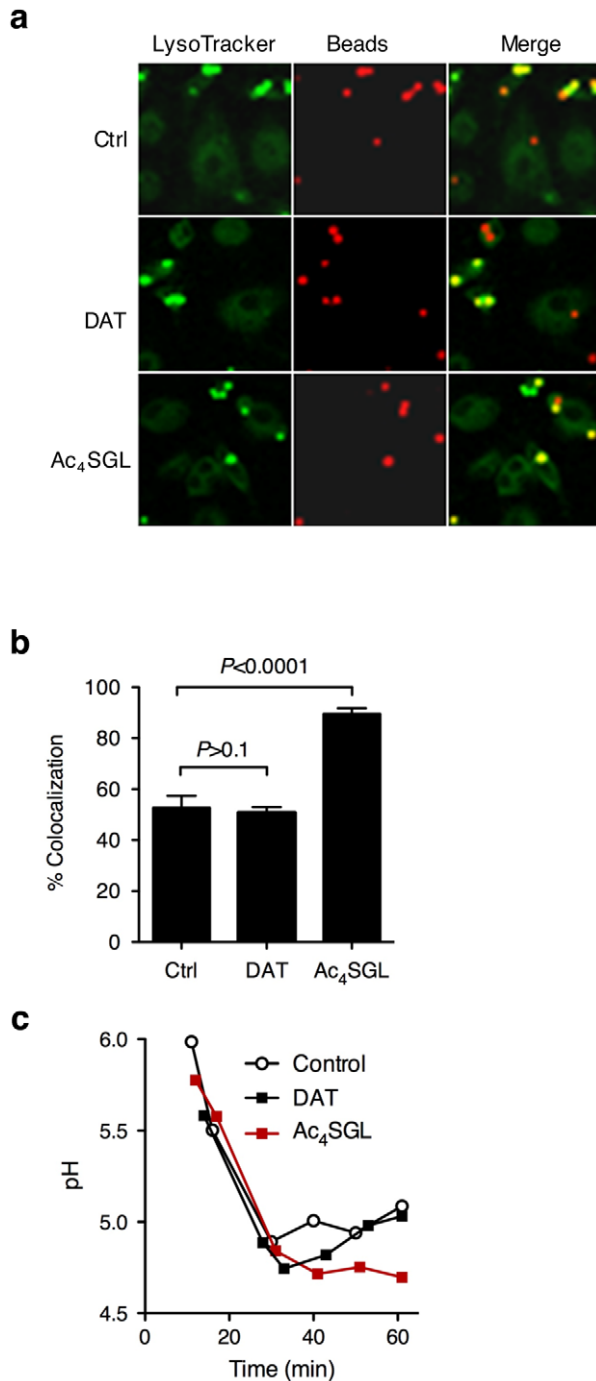 a
LysoTracker Beads Merge
Ctrl
DAT
Ac₄SGL
b
P<0.0001
P>0.1
100
80
60
40
20
0
% Colocalization
Ctrl DAT Ac₄SGL
c
6.0
5.5
5.0
4.5
pH
Control
DAT
Ac₄SGL
0 20 40 60
Time (min)